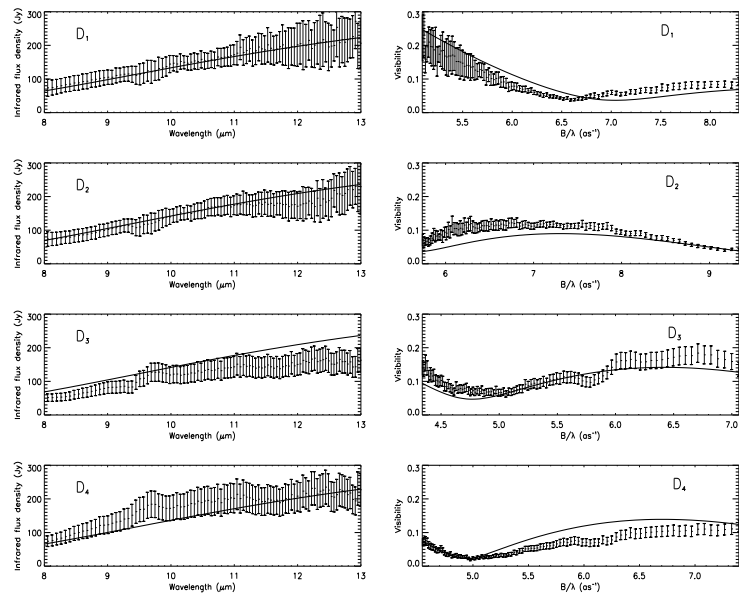 Infrared flux density (Jy)
300
200
100
0
D1
8 9 10 11 12 13
Wavelength (μm)
Visibility
0.3
0.2
0.1
0.0
D1
5.5 6.0 6.5 7.0 7.5 8.0
B/λ (as⁻¹)
Infrared flux density (Jy)
300
200
100
0
D2
8 9 10 11 12 13
Wavelength (μm)
Visibility
0.3
0.2
0.1
0.0
D2
6 7 8 9
B/λ (as⁻¹)
Infrared flux density (Jy)
300
200
100
0
D3
8 9 10 11 12 13
Wavelength (μm)
Visibility
0.3
0.2
0.1
0.0
D3
4.5 5.0 5.5 6.0 6.5 7.0
B/λ (as⁻¹)
Infrared flux density (Jy)
300
200
100
0
D4
8 9 10 11 12 13
Wavelength (μm)
Visibility
0.3
0.2
0.1
0.0
D4
5.0 5.5 6.0 6.5 7.0
B/λ (as⁻¹)